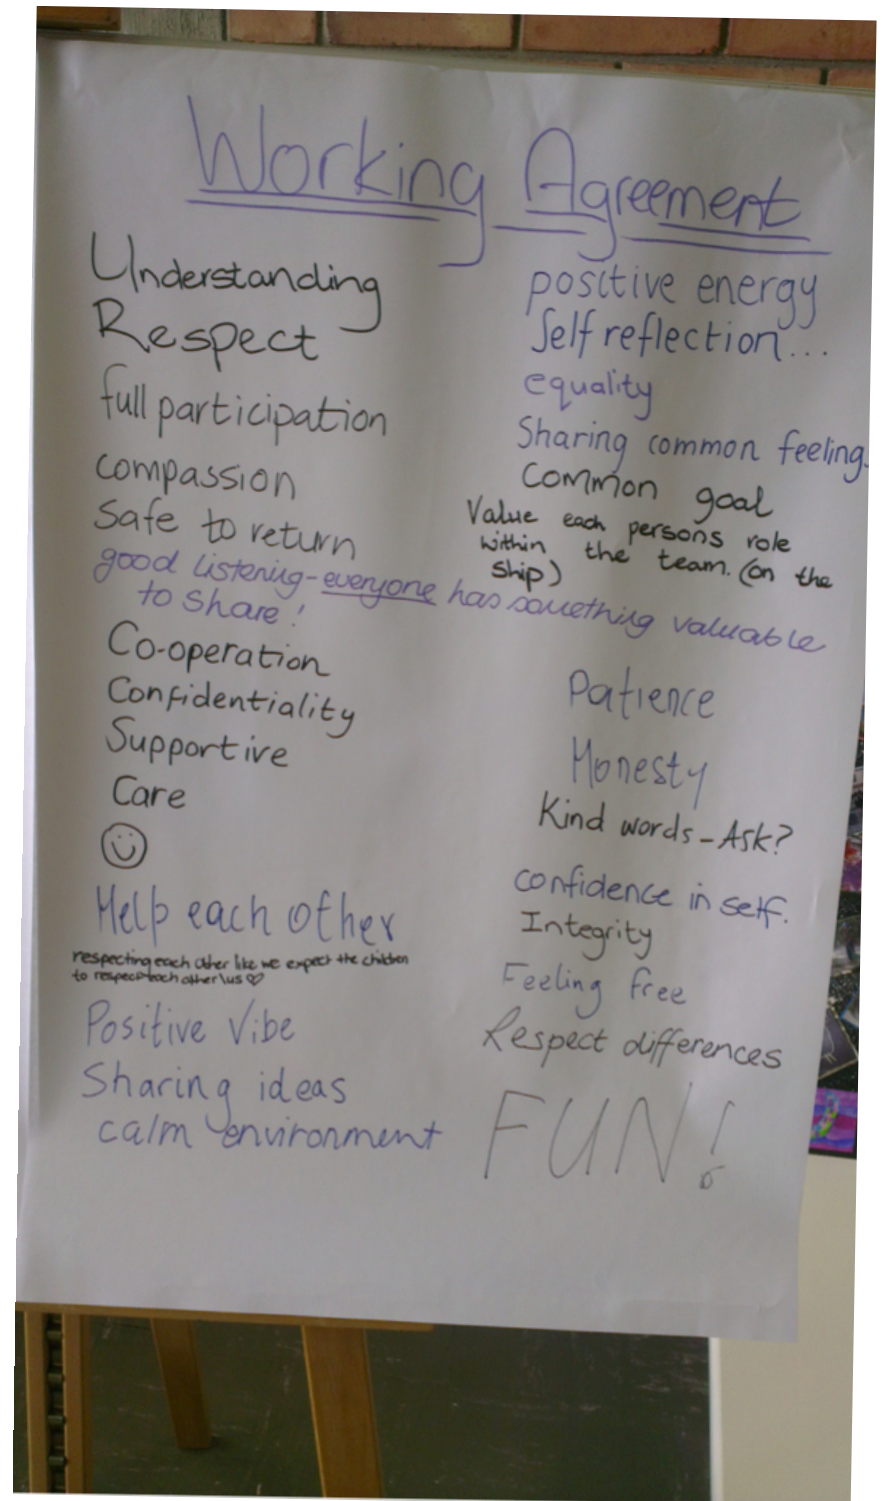 Working Agreement
Understanding
Respect
full participation
compassion
Safe to return
good listening - everyone has something valuable
to share!
Co-operation
Confidentiality
Supportive
Care
Help each other
respecting each other like we expect the children
to respect each other\us ♡
Positive Vibe
Sharing ideas
calm environment
positive energy
Self reflection...
equality
Sharing common feeling.
Common goal
Value each persons role
within the team. (on the
ship)
Patience
Honesty
Kind words - Ask?
confidence in self.
Integrity
Feeling free
Respect differences
FUN!